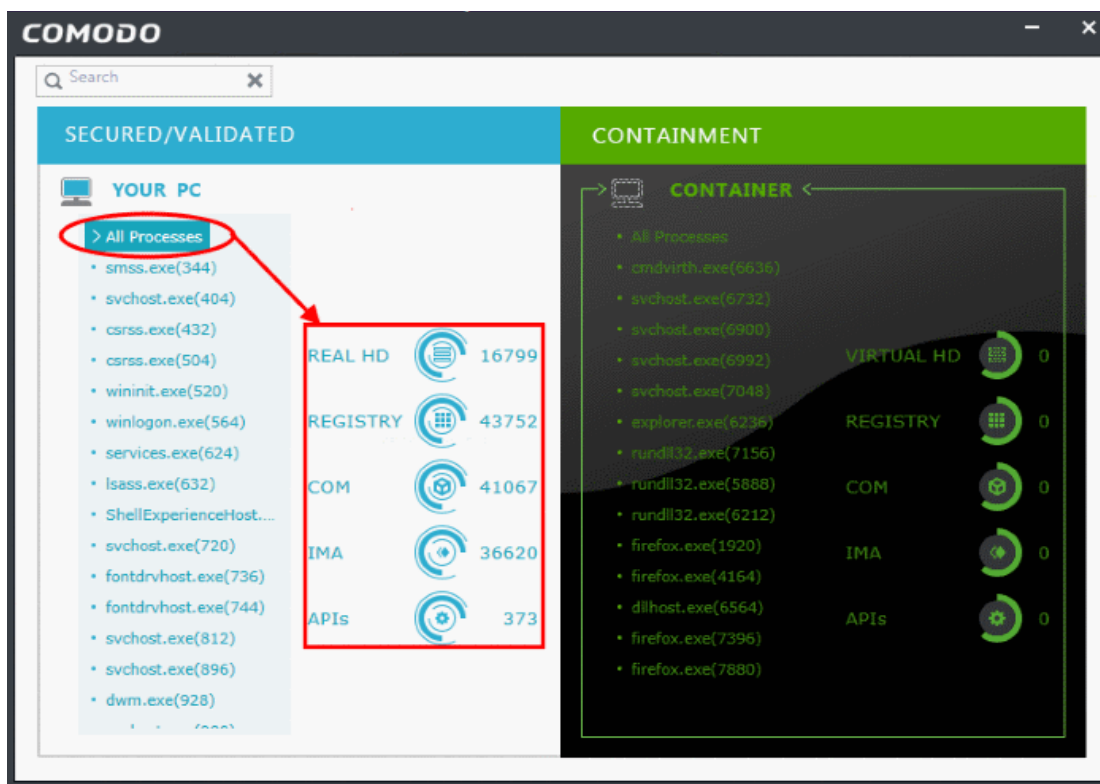 COMODO
Search
SECURED/VALIDATED
YOUR PC
> All Processes
• smss.exe(344)
• svchost.exe(404)
• csrss.exe(432)
• csrss.exe(504)
• wininit.exe(520)
• winlogon.exe(564)
• services.exe(624)
• lsass.exe(632)
• ShellExperienceHost....
• svchost.exe(720)
• fontdrvhost.exe(736)
• fontdrvhost.exe(744)
• svchost.exe(812)
• svchost.exe(896)
• dwm.exe(928)
REAL HD 16799
REGISTRY 43752
COM 41067
IMA 36620
APIs 373
CONTAINMENT
CONTAINER
• All Processes
• cmdvirth.exe(6636)
• svchost.exe(6732)
• svchost.exe(6900)
• svchost.exe(6992)
• svchost.exe(7048)
• explorer.exe(6236)
• rundll32.exe(7156)
• rundll32.exe(5888)
• rundll32.exe(6212)
• firefox.exe(1920)
• firefox.exe(4164)
• dllhost.exe(6564)
• firefox.exe(7396)
• firefox.exe(7880)
VIRTUAL HD 0
REGISTRY 0
COM 0
IMA 0
APIs 0